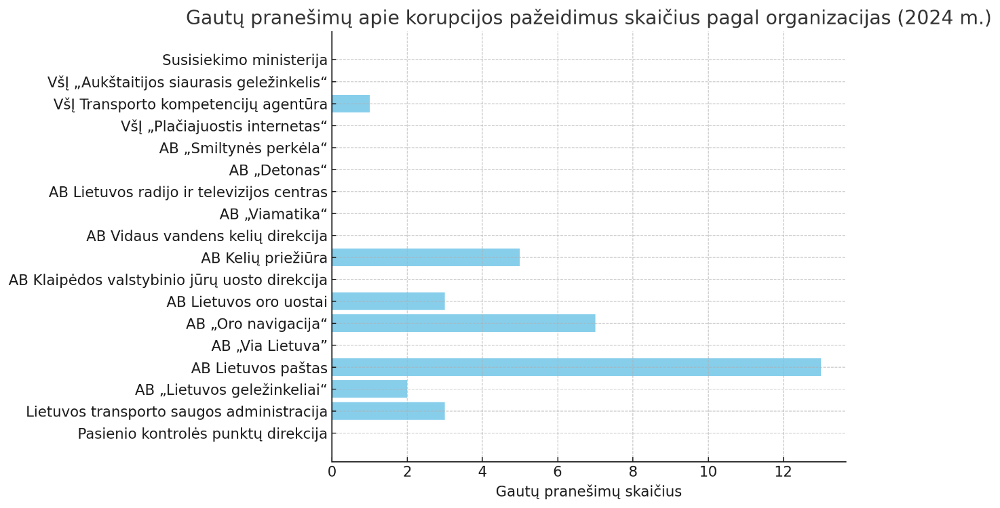 Gautų pranešimų apie korupcijos pažeidimus skaičius pagal organizacijas (2024 m.)
Susisiekimo ministerija
VšĮ „Aukštaitijos siaurasis geležinkelis“
VšĮ Transporto kompetencijų agentūra
VšĮ „Plačiajuostis internetas“
AB „Smiltynės perkėla“
AB „Detonas“
AB Lietuvos radijo ir televizijos centras
AB „Viamatika“
AB Vidaus vandens kelių direkcija
AB Kelių priežiūra
AB Klaipėdos valstybinio jūrų uosto direkcija
AB Lietuvos oro uostai
AB „Oro navigacija“
AB „Via Lietuva”
AB Lietuvos paštas
AB „Lietuvos geležinkeliai“
Lietuvos transporto saugos administracija
Pasienio kontrolės punktų direkcija
0 2 4 6 8 10 12
Gautų pranešimų skaičius